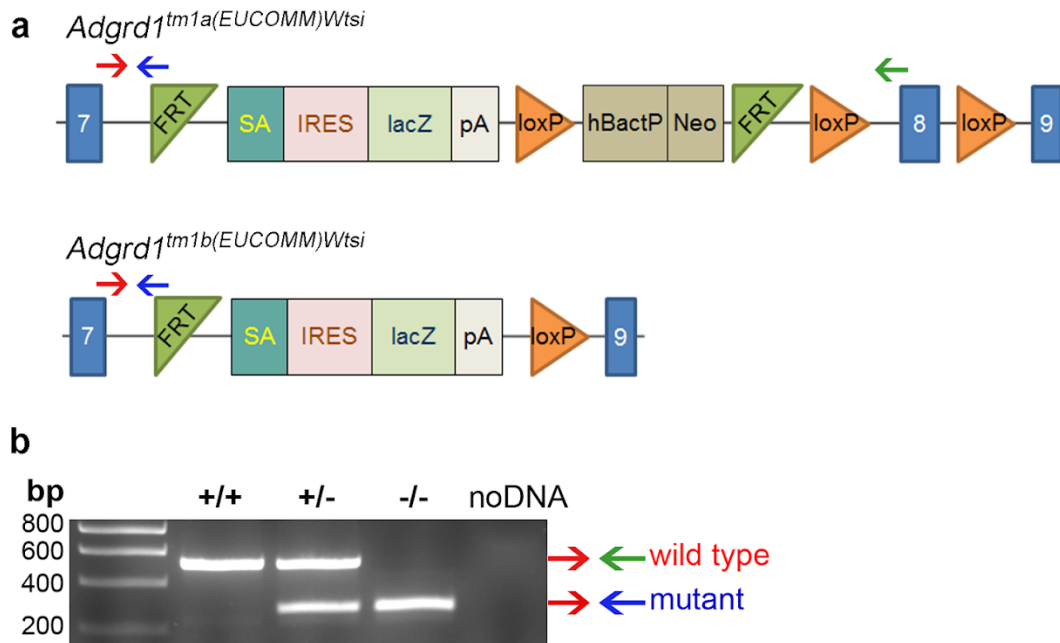 a
Adgrd1tm1a(EUCOMM)Wtsi
7 FRT SA IRES lacZ pA loxP hBactP Neo FRT loxP 8 loxP 9
Adgrd1tm1b(EUCOMM)Wtsi
7 FRT SA IRES lacZ pA loxP 9
b
bp +/+ +/- -/- noDNA
800
600 wild type
400
200 mutant